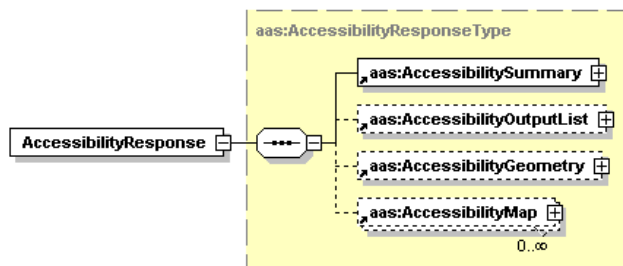 aas:AccessibilityResponseType
aas:AccessibilitySummary
aas:AccessibilityOutputList
AccessibilityResponse
aas:AccessibilityGeometry
aas:AccessibilityMap
0..∞